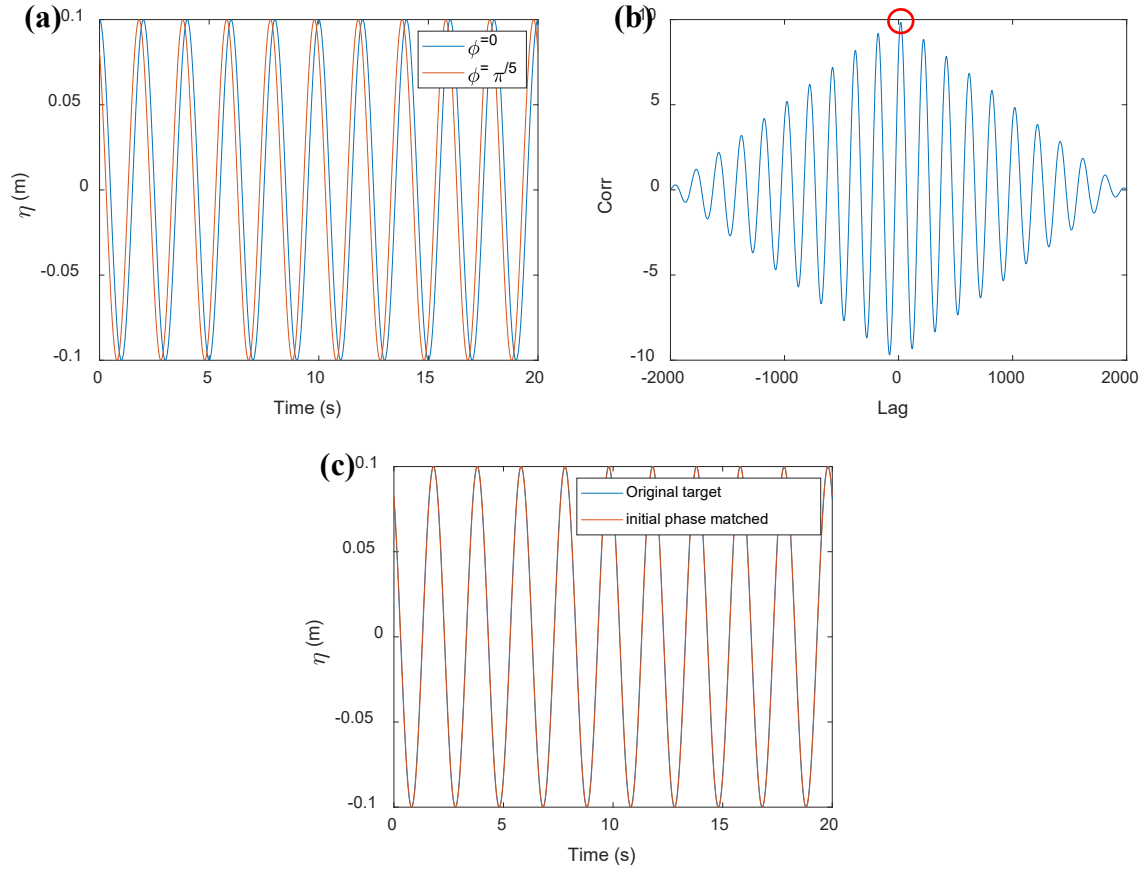 (a)
0.1
0.05
0
-0.05
-0.1
η (m)
0
5
10
15
20
Time (s)
ϕ=0
ϕ= π/5
(b)
10
5
0
-5
-10
Corr
-2000
-1000
0
1000
2000
Lag
(c)
0.1
0.05
0
-0.05
-0.1
η (m)
0
5
10
15
20
Time (s)
Original target
initial phase matched